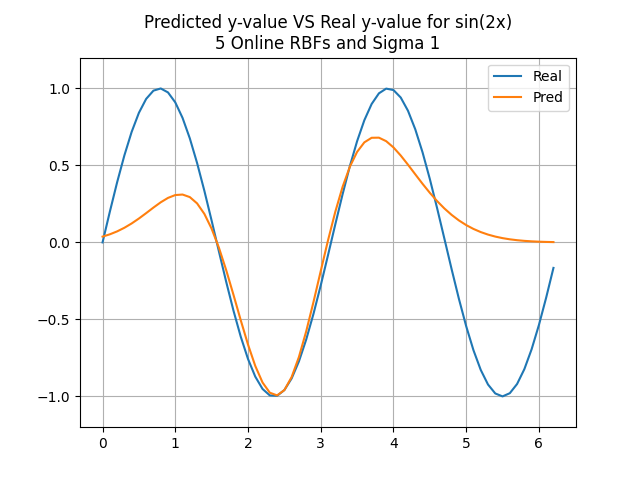 Predicted y-value VS Real y-value for sin(2x)
5 Online RBFs and Sigma 1
Real
Pred
1.0
0.5
0.0
−0.5
−1.0
0 1 2 3 4 5 6